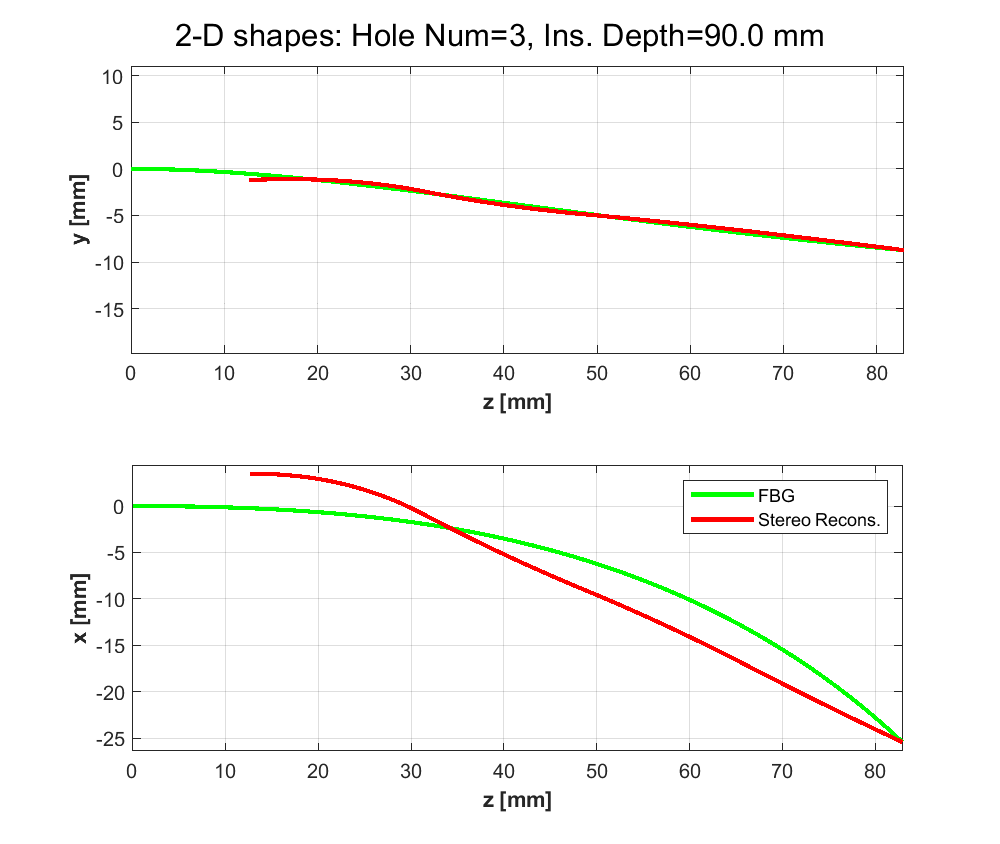 2-D shapes: Hole Num=3, Ins. Depth=90.0 mm
10
5
0
-5
-10
-15
y [mm]
0 10 20 30 40 50 60 70 80
z [mm]
0
-5
-10
-15
-20
-25
x [mm]
FBG
Stereo Recons.
0 10 20 30 40 50 60 70 80
z [mm]